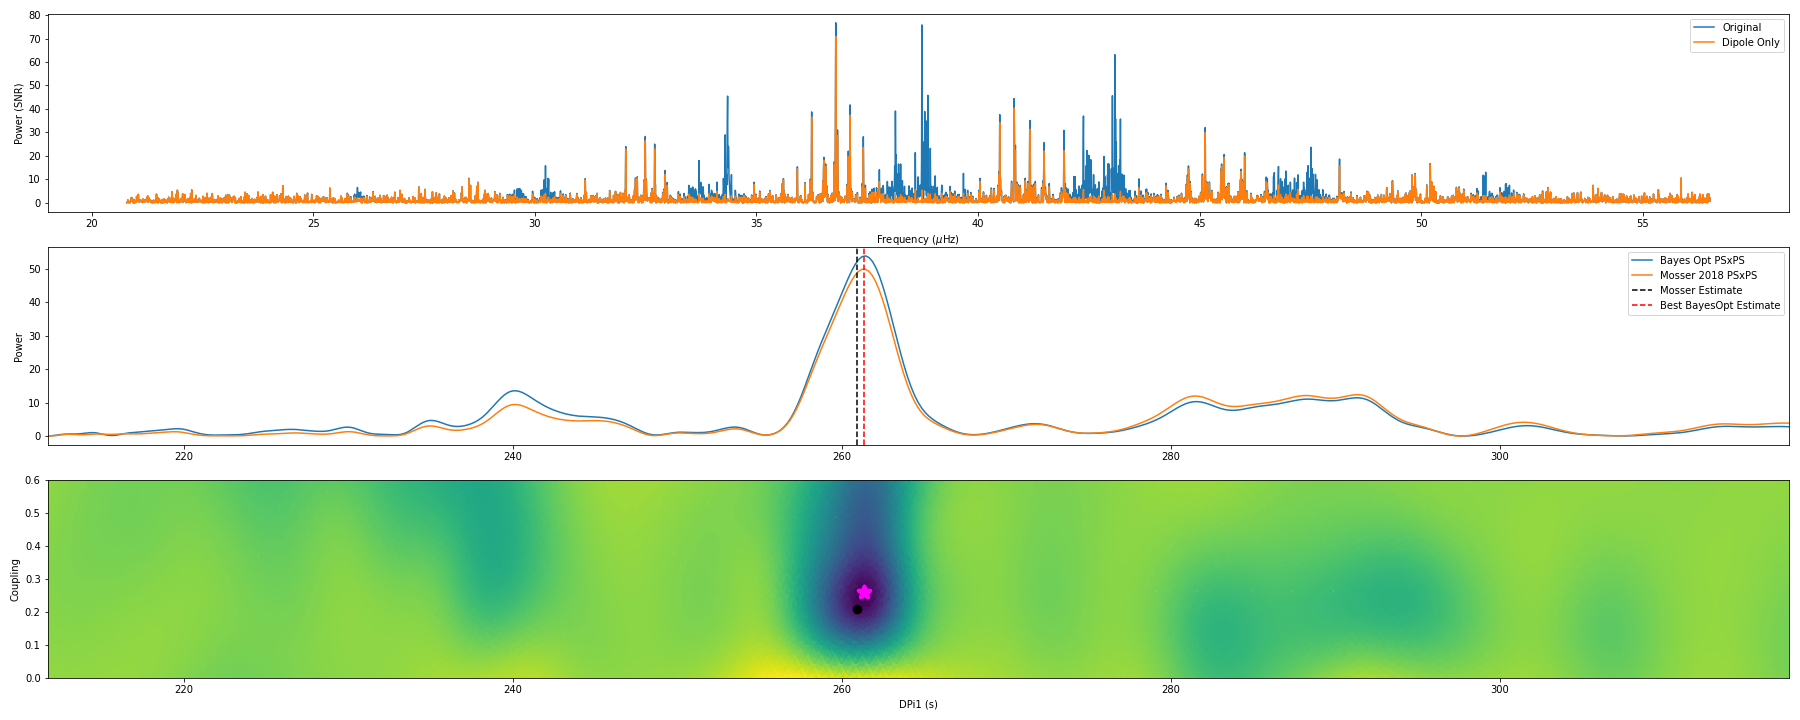 80
70
60
50
40
30
20
10
0
Power (SNR)
Original
Dipole Only
20 25 30 35 40 45 50 55
Frequency (μHz)
50
40
30
20
10
0
Power
Bayes Opt PSxPS
Mosser 2018 PSxPS
Mosser Estimate
Best BayesOpt Estimate
220 240 260 280 300
0.6
0.5
0.4
0.3
0.2
0.1
0.0
Coupling
220 240 260 280 300
DPi1 (s)